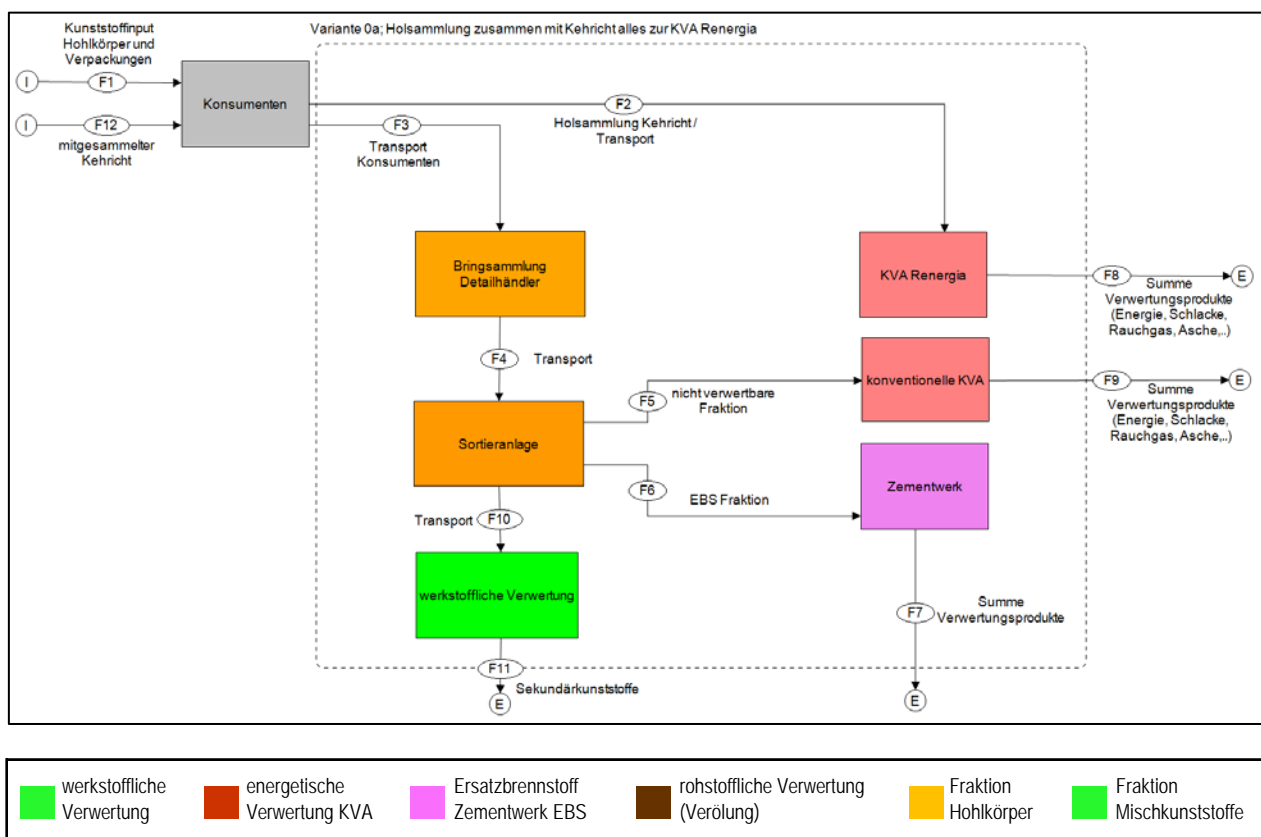 Variante 0a; Holsammlung zusammen mit Kehricht alles zur KVA Renergia
Kunststoffinput
Hohlkörper und
Verpackungen
I
F1
Konsumenten
I
F12
mitgesammelter
Kehricht
F2
Holsammlung Kehricht /
Transport
F3
Transport
Konsumenten
Bringsammlung
Detailhändler
KVA Renergia
F8
E
Summe
Verwertungsprodukte
(Energie, Schlacke,
Rauchgas, Asche,..)
F4
Transport
nicht verwertbare
Fraktion
F5
konventionelle KVA
F9
E
Summe
Verwertungsprodukte
(Energie, Schlacke,
Rauchgas, Asche,..)
Sortieranlage
F6
EBS Fraktion
Zementwerk
Transport
F10
werkstoffliche Verwertung
F7
Summe
Verwertungsprodukte
F11
Sekundärkunststoffe
E
E
werkstoffliche
Verwertung
energetische
Verwertung KVA
Ersatzbrennstoff
Zementwerk EBS
rohstoffliche Verwertung
(Verölung)
Fraktion
Hohlkörper
Fraktion
Mischkunststoffe